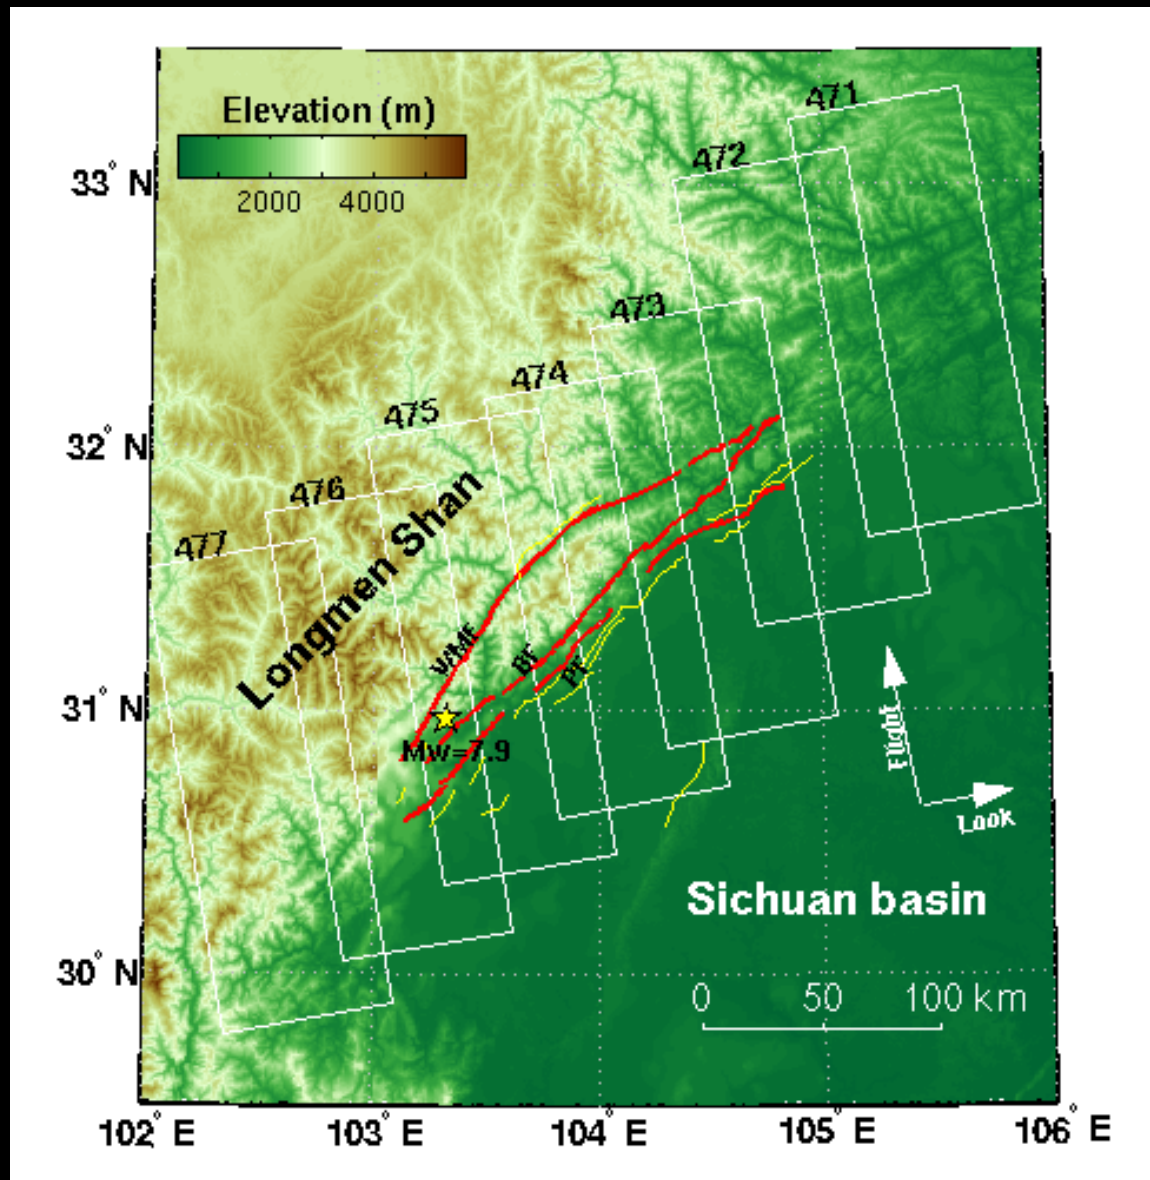 Elevation (m)
2000 4000
471
472
473
474
475
476
477
33° N
32° N
31° N
30° N
Longmen Shan
WMF
BF
PF
Mw=7.9
Flight
Look
Sichuan basin
0 50 100 km
102° E 103° E 104° E 105° E 106° E